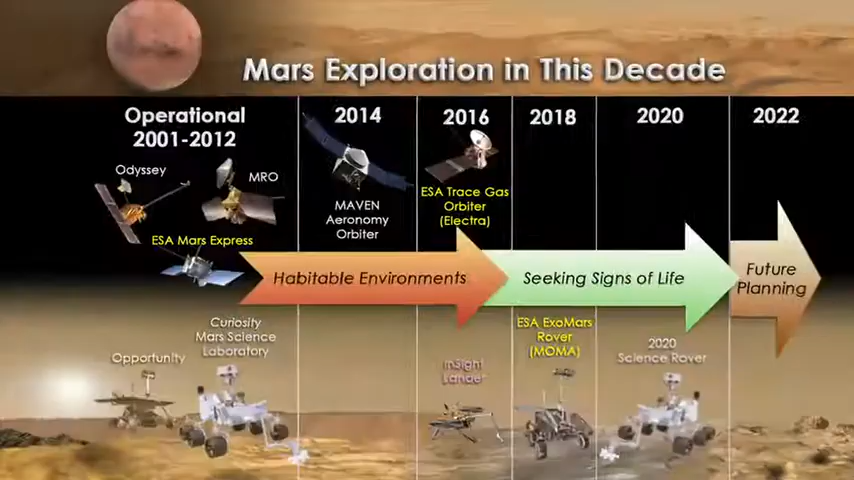 Mars Exploration in This Decade
Operational
2001-2012
2014
2016
2018
2020
2022
Odyssey
MRO
ESA Mars Express
MAVEN
Aeronomy
Orbiter
ESA Trace Gas
Orbiter
(Electra)
Habitable Environments
Seeking Signs of Life
Future
Planning
Opportunity
Curiosity
Mars Science
Laboratory
InSight
Lander
ESA ExoMars
Rover
(MOMA)
2020
Science Rover